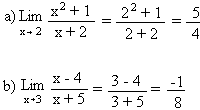 a) Lim x→2 (x² + 1)/(x + 2) = (2² + 1)/(2 + 2) = 5/4
b) Lim x→3 (x - 4)/(x + 5) = (3 - 4)/(3 + 5) = -1/8